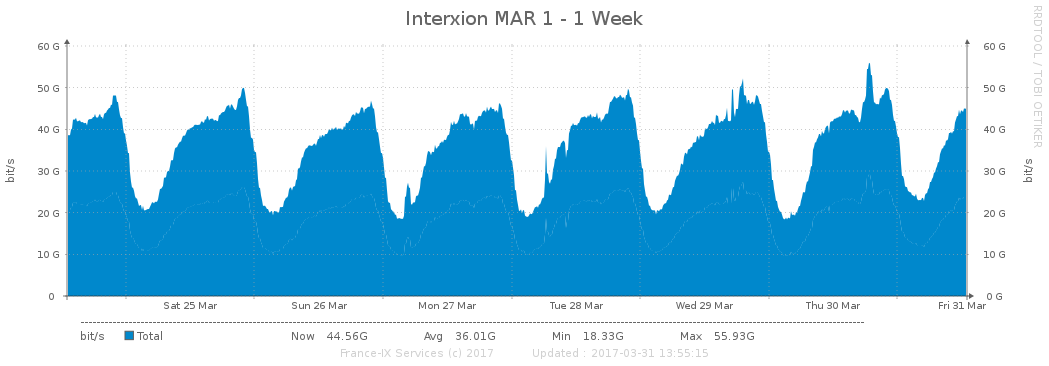 Interxion MAR 1 - 1 Week
RRDTOOL / TOBI OETIKER
60 G 60 G
50 G 50 G
40 G 40 G
30 G 30 G
20 G 20 G
10 G 10 G
0 0 G
bit/s bit/s
Sat 25 Mar Sun 26 Mar Mon 27 Mar Tue 28 Mar Wed 29 Mar Thu 30 Mar Fri 31 Mar
bit/s Total Now 44.56G Avg 36.01G Min 18.33G Max 55.93G
France-IX Services (c) 2017 Updated : 2017-03-31 13:55:15